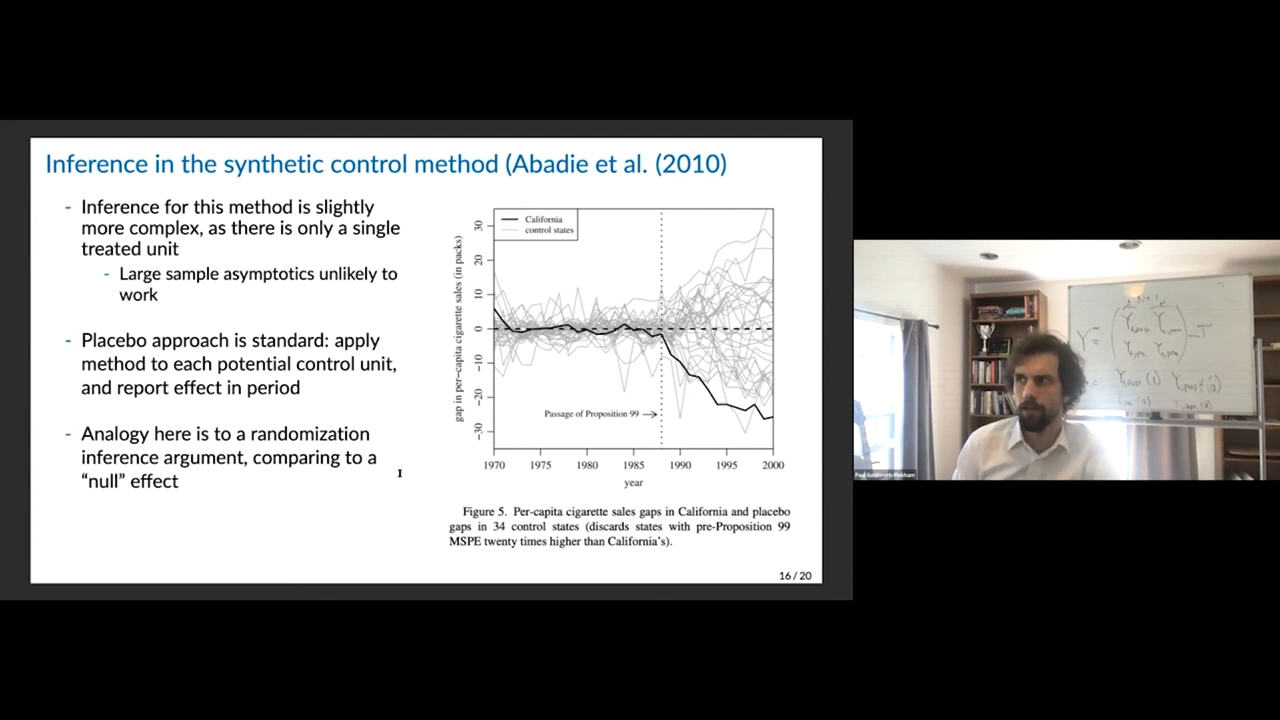 Inference in the synthetic control method (Abadie et al. (2010)
- Inference for this method is slightly
more complex, as there is only a single
treated unit
- Large sample asymptotics unlikely to
work
- Placebo approach is standard: apply
method to each potential control unit,
and report effect in period
- Analogy here is to a randomization
inference argument, comparing to a
“null” effect
California
control states
gap in per−capita cigarette sales (in packs)
30
20
10
0
−10
−20
−30
Passage of Proposition 99
1970 1975 1980 1985 1990 1995 2000
year
Figure 5. Per-capita cigarette sales gaps in California and placebo
gaps in 34 control states (discards states with pre-Proposition 99
MSPE twenty times higher than California’s).
16 / 20
Paul Goldsmith-Pinkham